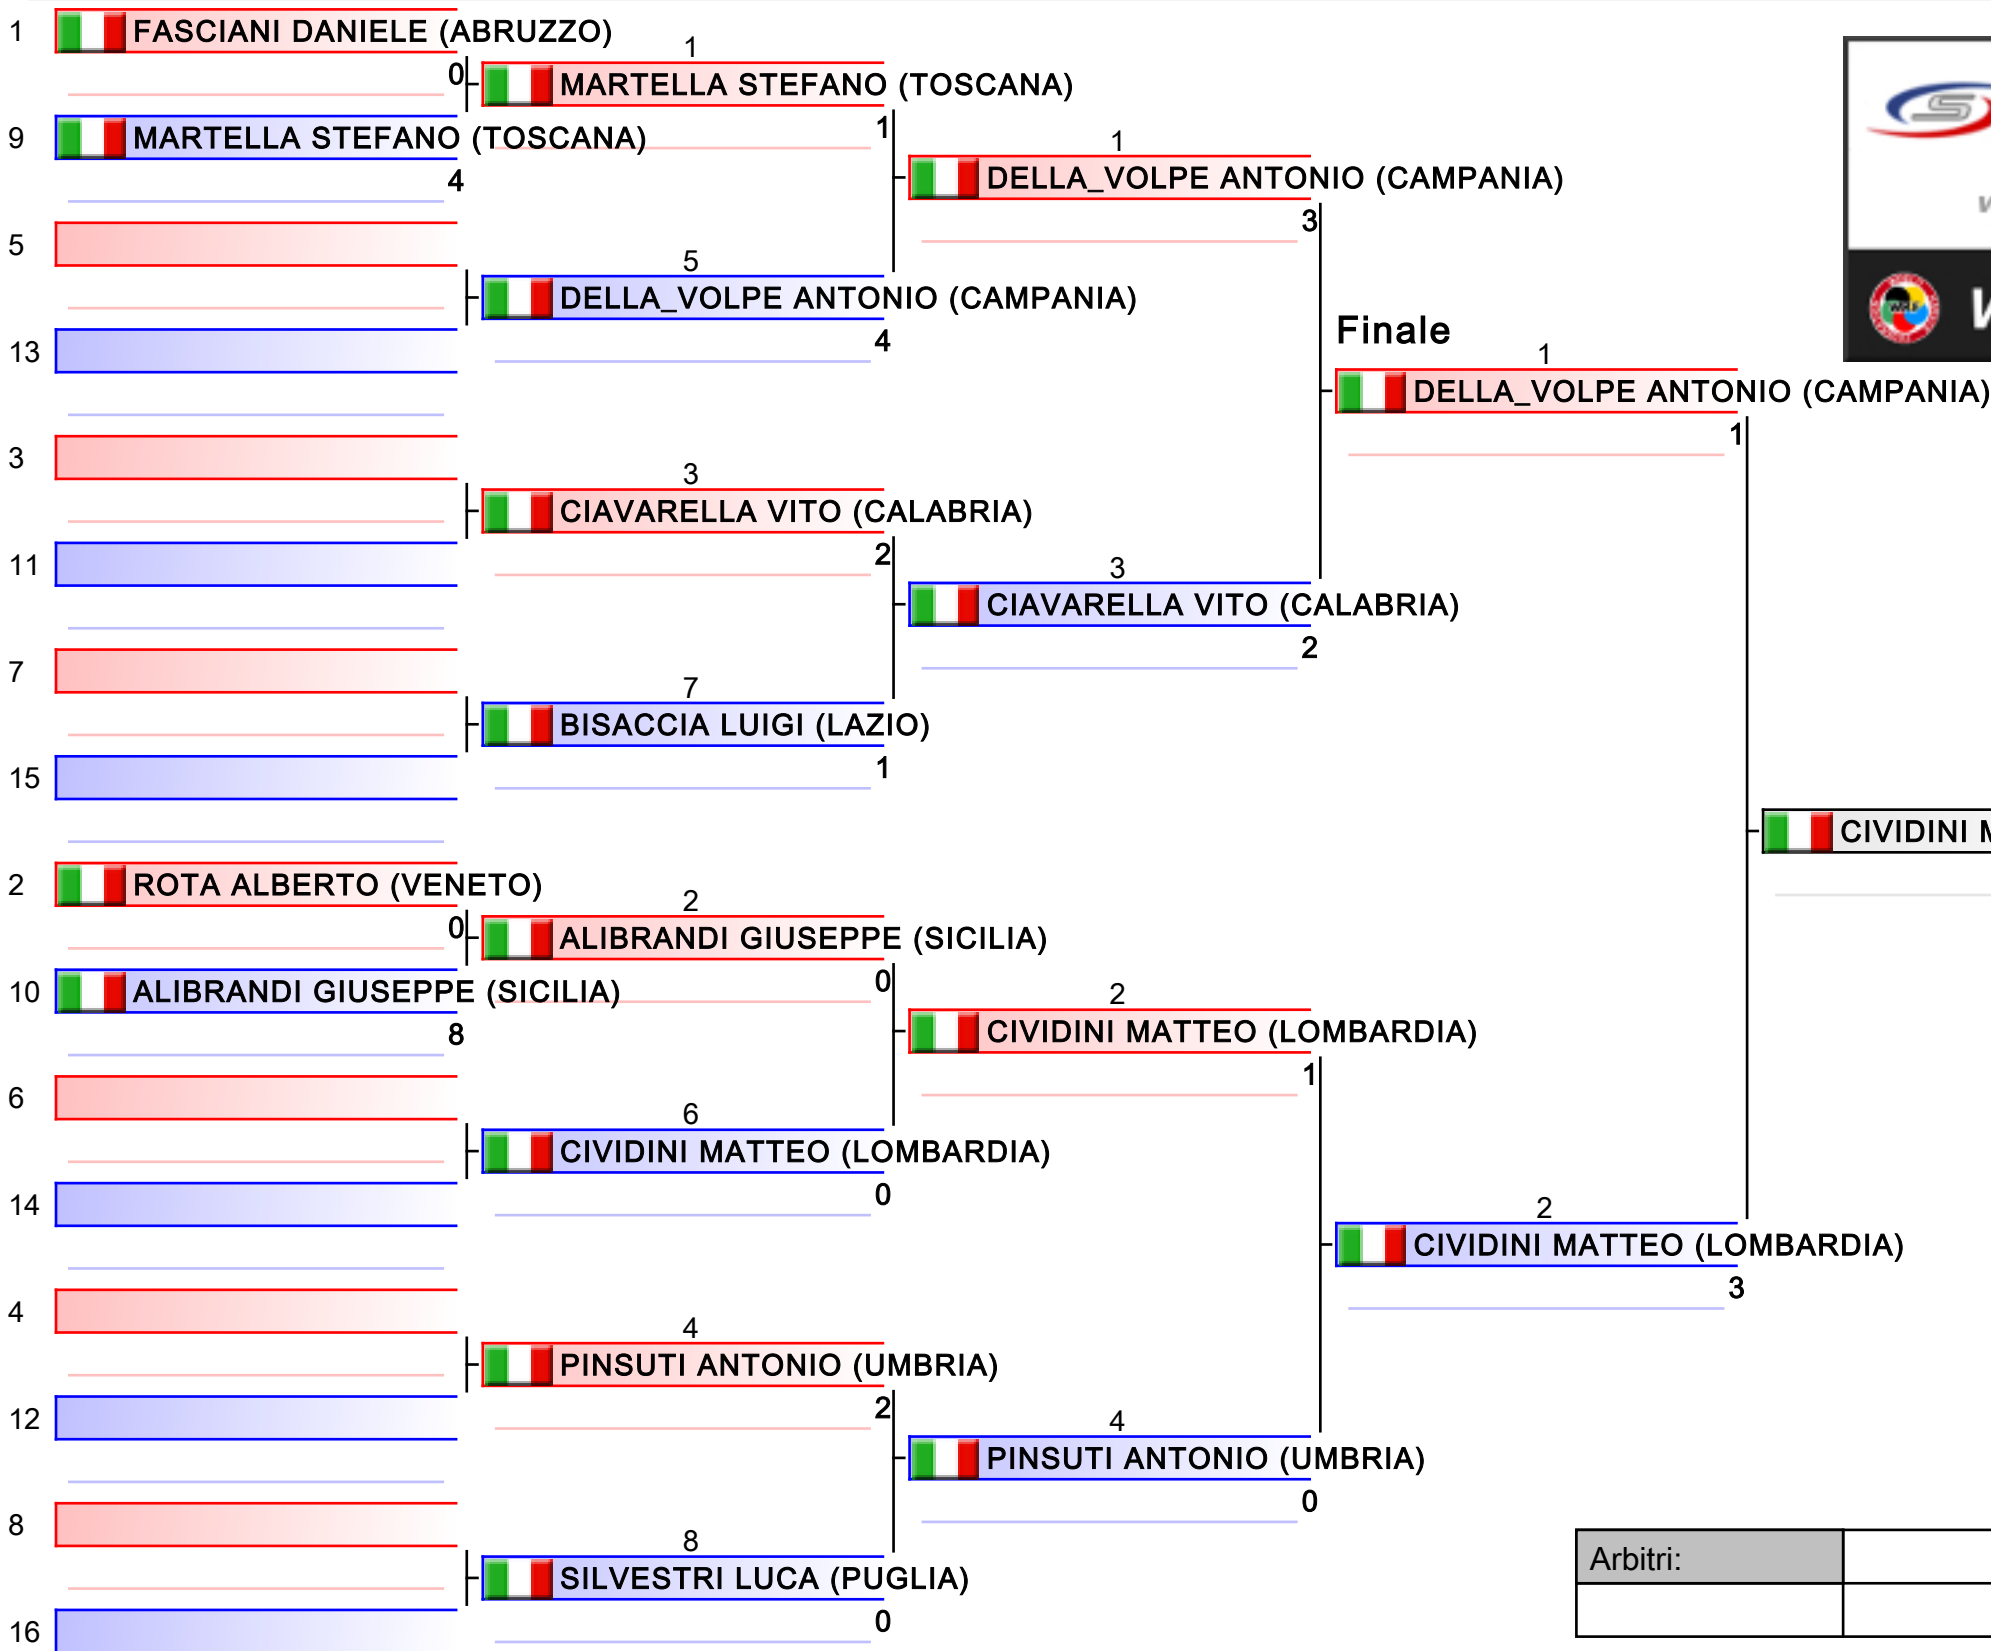 1 FASCIANI DANIELE (ABRUZZO)
0
1
MARTELLA STEFANO (TOSCANA)
1
9 MARTELLA STEFANO (TOSCANA)
4
1
DELLA_VOLPE ANTONIO (CAMPANIA)
3
5
5
DELLA_VOLPE ANTONIO (CAMPANIA)
4
13
Finale
1
DELLA_VOLPE ANTONIO (CAMPANIA)
1
3
3
CIAVARELLA VITO (CALABRIA)
2
11
3
CIAVARELLA VITO (CALABRIA)
2
7
7
BISACCIA LUIGI (LAZIO)
1
15
CIVIDINI
2 ROTA ALBERTO (VENETO)
0
2
ALIBRANDI GIUSEPPE (SICILIA)
0
10 ALIBRANDI GIUSEPPE (SICILIA)
8
2
CIVIDINI MATTEO (LOMBARDIA)
1
6
6
CIVIDINI MATTEO (LOMBARDIA)
0
14
2
CIVIDINI MATTEO (LOMBARDIA)
3
4
4
PINSUTI ANTONIO (UMBRIA)
2
12
4
PINSUTI ANTONIO (UMBRIA)
0
8
8
SILVESTRI LUCA (PUGLIA)
0
16
Arbitri: